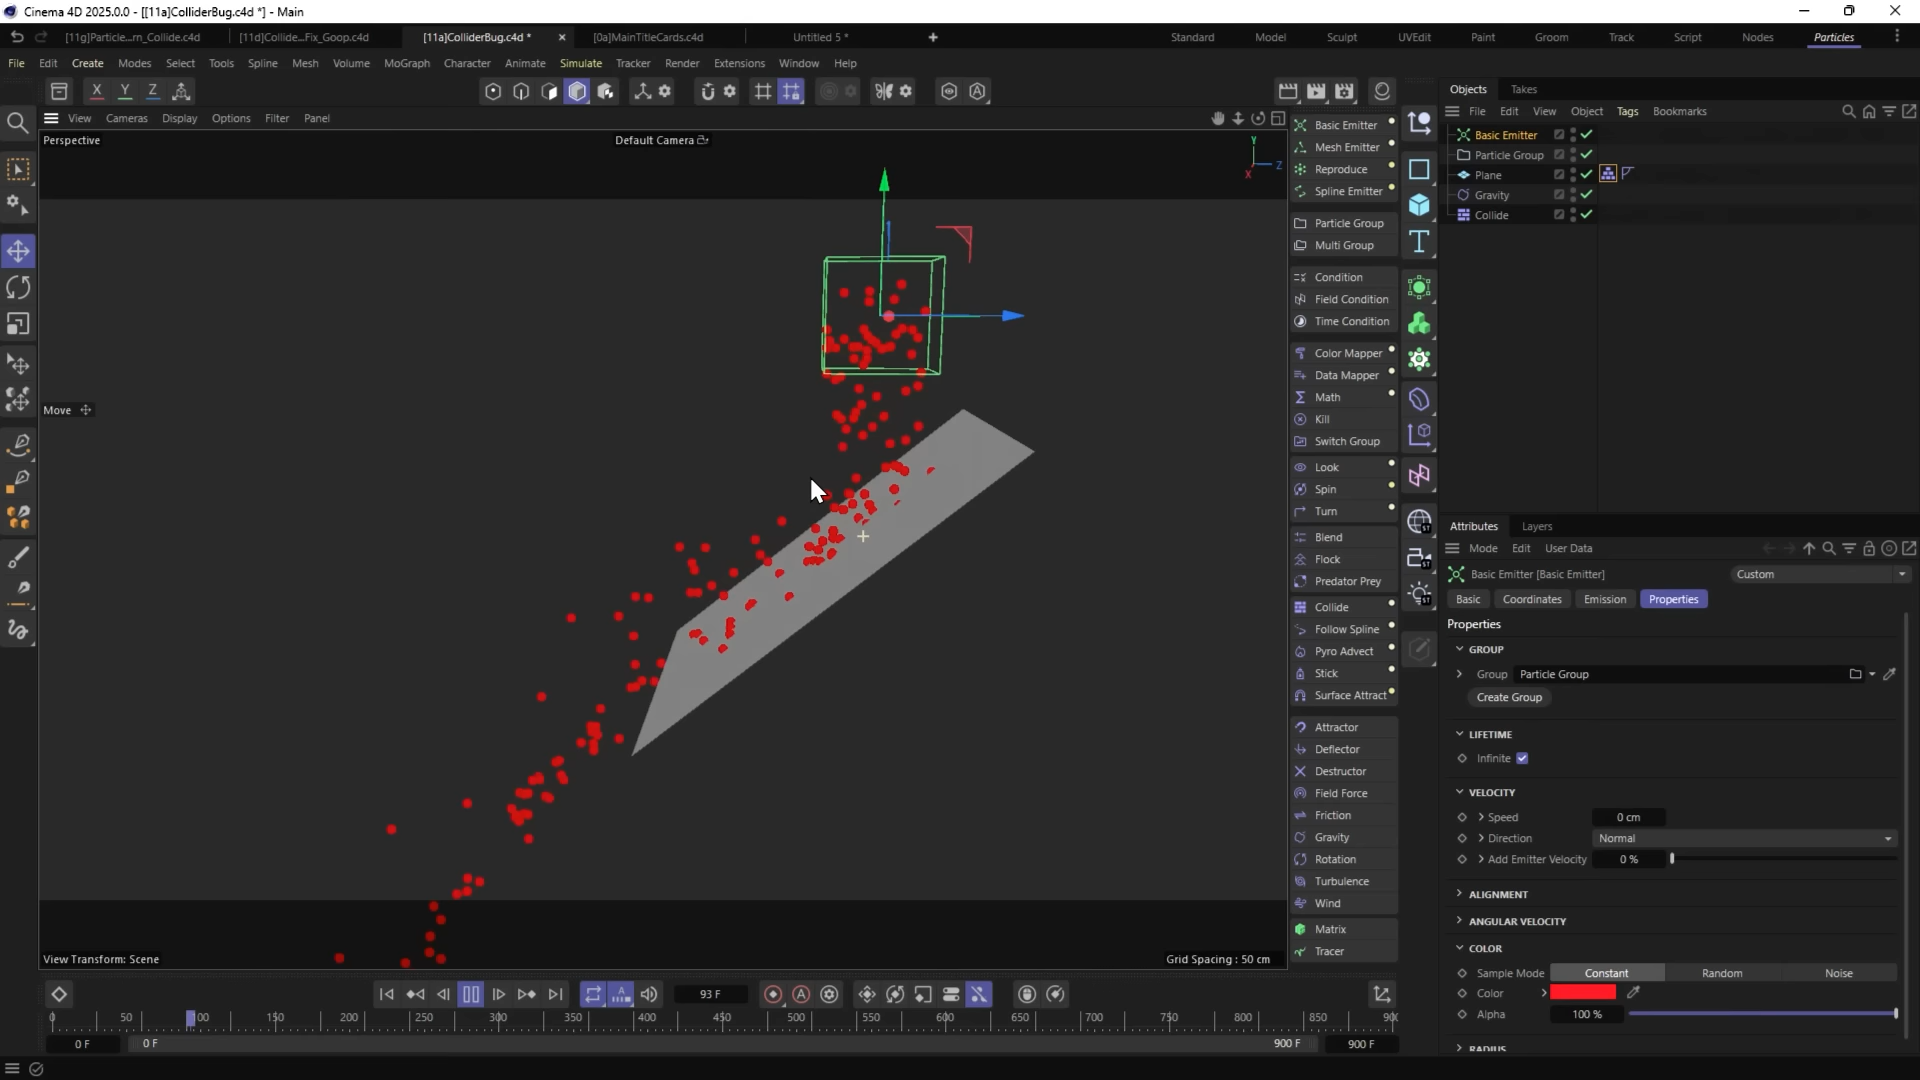 Cinema 4D 2025.0.0 - [[11a]ColliderBug.c4d *] - Main
[11g]Particle...rn_Collide.c4d
[11d]Collide...Fix_Goop.c4d
[11a]ColliderBug.c4d *
[0a]MainTitleCards.c4d
Untitled 5 *
Standard
Model
Sculpt
UVEdit
Paint
Groom
Track
Script
Nodes
Particles
File Edit Create Modes Select Tools Spline Mesh Volume MoGraph Character Animate Simulate Tracker Render Extensions Window Help
X Y Z
View Cameras Display Options Filter Panel
Perspective
Default Camera
Y
Z
X
Move
View Transform: Scene
Grid Spacing : 50 cm
Basic Emitter
Mesh Emitter
Reproduce
Spline Emitter
Particle Group
Multi Group
Condition
Field Condition
Time Condition
Color Mapper
Data Mapper
Math
Kill
Switch Group
Look
Spin
Turn
Blend
Flock
Predator Prey
Collide
Follow Spline
Pyro Advect
Stick
Surface Attract
Attractor
Deflector
Destructor
Field Force
Friction
Gravity
Rotation
Turbulence
Wind
Matrix
Tracer
ST
ST
ST
Objects Takes
File Edit View Object Tags Bookmarks
Basic Emitter
Particle Group
Plane
Gravity
Collide
Attributes Layers
Mode Edit User Data
Basic Emitter [Basic Emitter]
Custom
Basic Coordinates Emission Properties
Properties
GROUP
Group Particle Group
Create Group
LIFETIME
Infinite
VELOCITY
Speed 0 cm
Direction Normal
Add Emitter Velocity 0 %
ALIGNMENT
ANGULAR VELOCITY
COLOR
Sample Mode Constant Random Noise
Color
Alpha 100 %
RADIUS
93 F
0 50 100 150 200 250 300 350 400 450 500 550 600 650 700 750 800 850 90
0 F
0 F
900 F
900 F